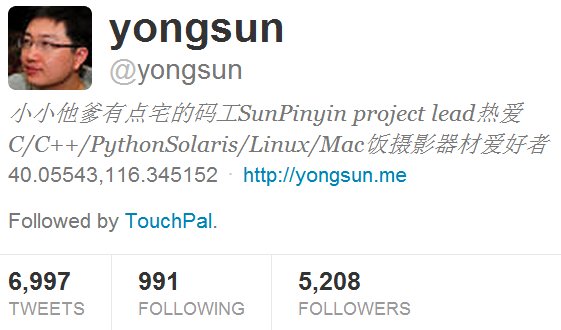 yongsun
@yongsun
小小他爹有点宅的码工SunPinyin project lead热爱
C/C++/PythonSolaris/Linux/Mac饭摄影器材爱好者
40.05543,116.345152 · http://yongsun.me
Followed by TouchPal.
6,997 991 5,208
TWEETS FOLLOWING FOLLOWERS